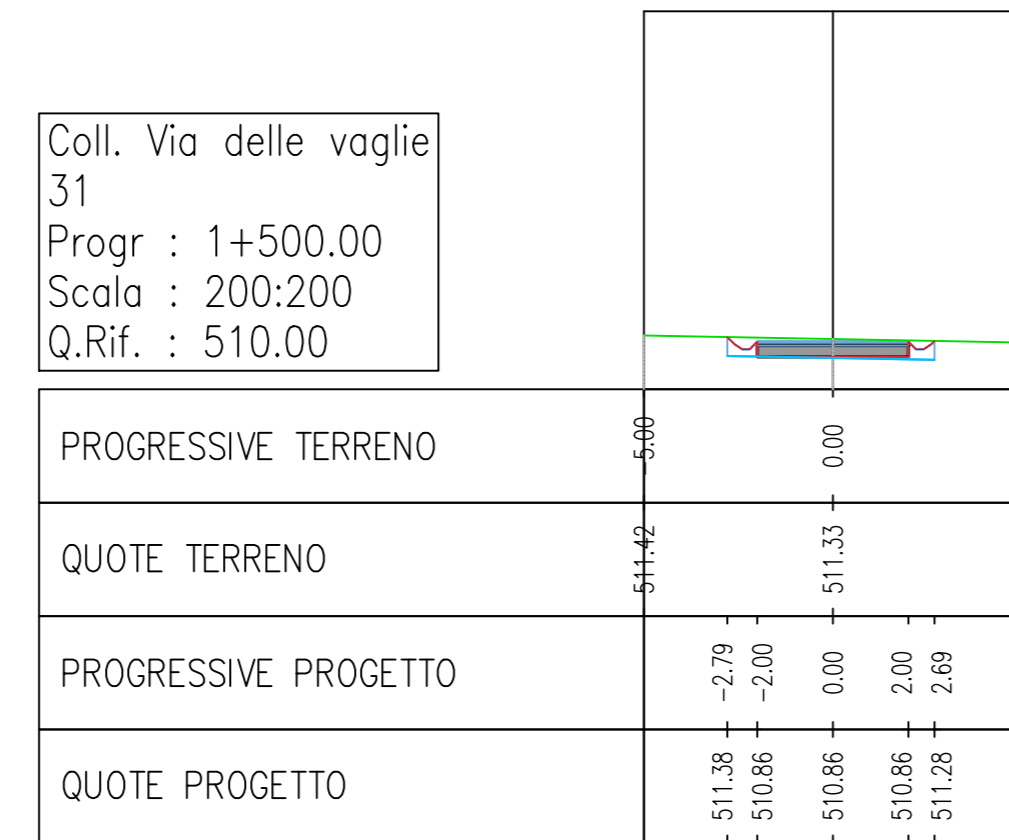 Coll. Via delle vaglie
31
Progr : 1+500.00
Scala : 200:200
Q.Rif. : 510.00
PROGRESSIVE TERRENO -5.00 0.00
QUOTE TERRENO 511.42 511.33
PROGRESSIVE PROGETTO -2.79 -2.00 0.00 2.00 2.69
QUOTE PROGETTO 511.38 510.86 510.86 510.86 511.28